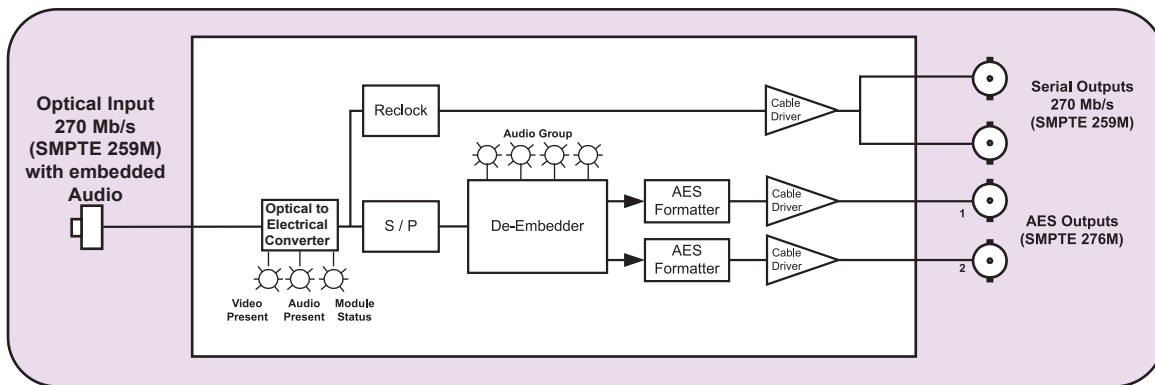 Optical Input
270 Mb/s
(SMPTE 259M)
with embedded
Audio
Reclock
Cable
Driver
Serial Outputs
270 Mb/s
(SMPTE 259M)
Audio Group
Optical to
Electrical
Converter
S / P
De-Embedder
AES
Formatter
Cable
Driver
1
AES Outputs
(SMPTE 276M)
AES
Formatter
Cable
Driver
2
Video
Present
Audio
Present
Module
Status